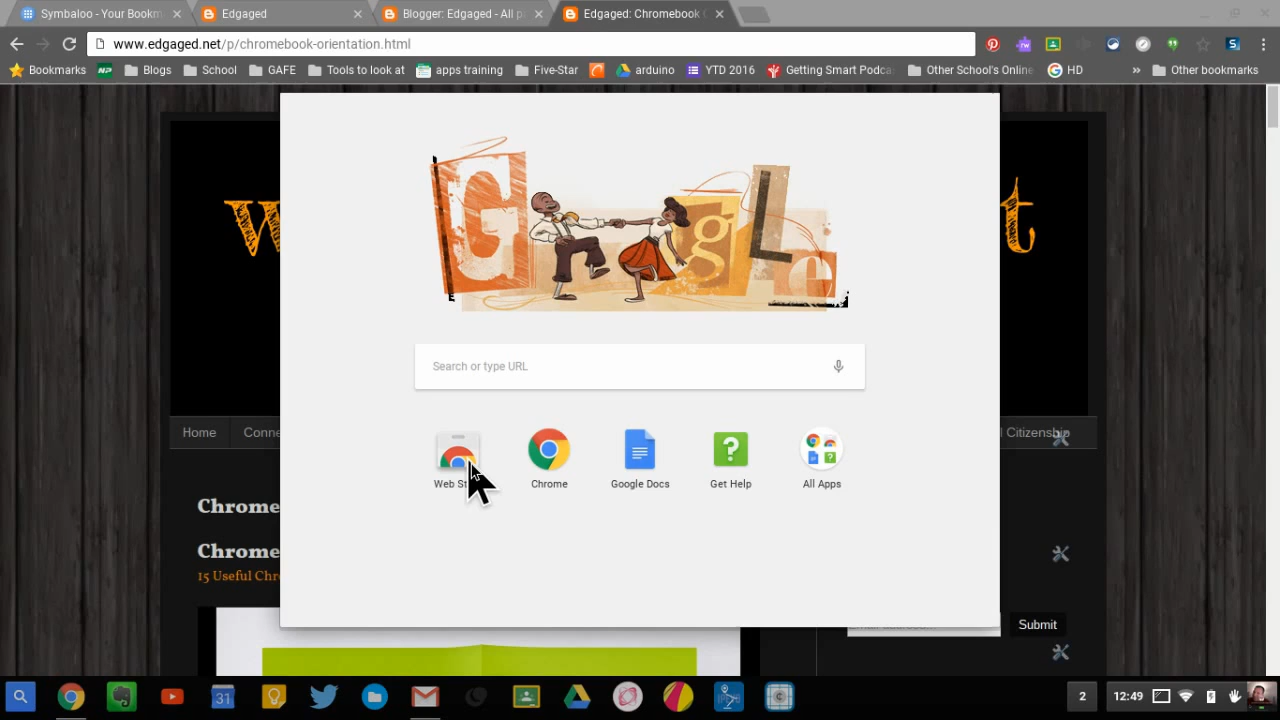 Symbaloo - Your Bookm
Edgaged
Blogger: Edgaged - All p
Edgaged: Chromebook
www.edgaged.net/p/chromebook-orientation.html
Bookmarks
NP
Blogs
School
GAFE
Tools to look at
apps training
Five-Star
arduino
YTD 2016
Getting Smart Podca
Other School's Online
HD
»
Other bookmarks
G gLe
w
t
Search or type URL
Home
Conne
l Citizenship
Web St
Chrome
Google Docs
Get Help
All Apps
Chrome
Chrome
15 Useful Chr
Submit
31
2
12:49